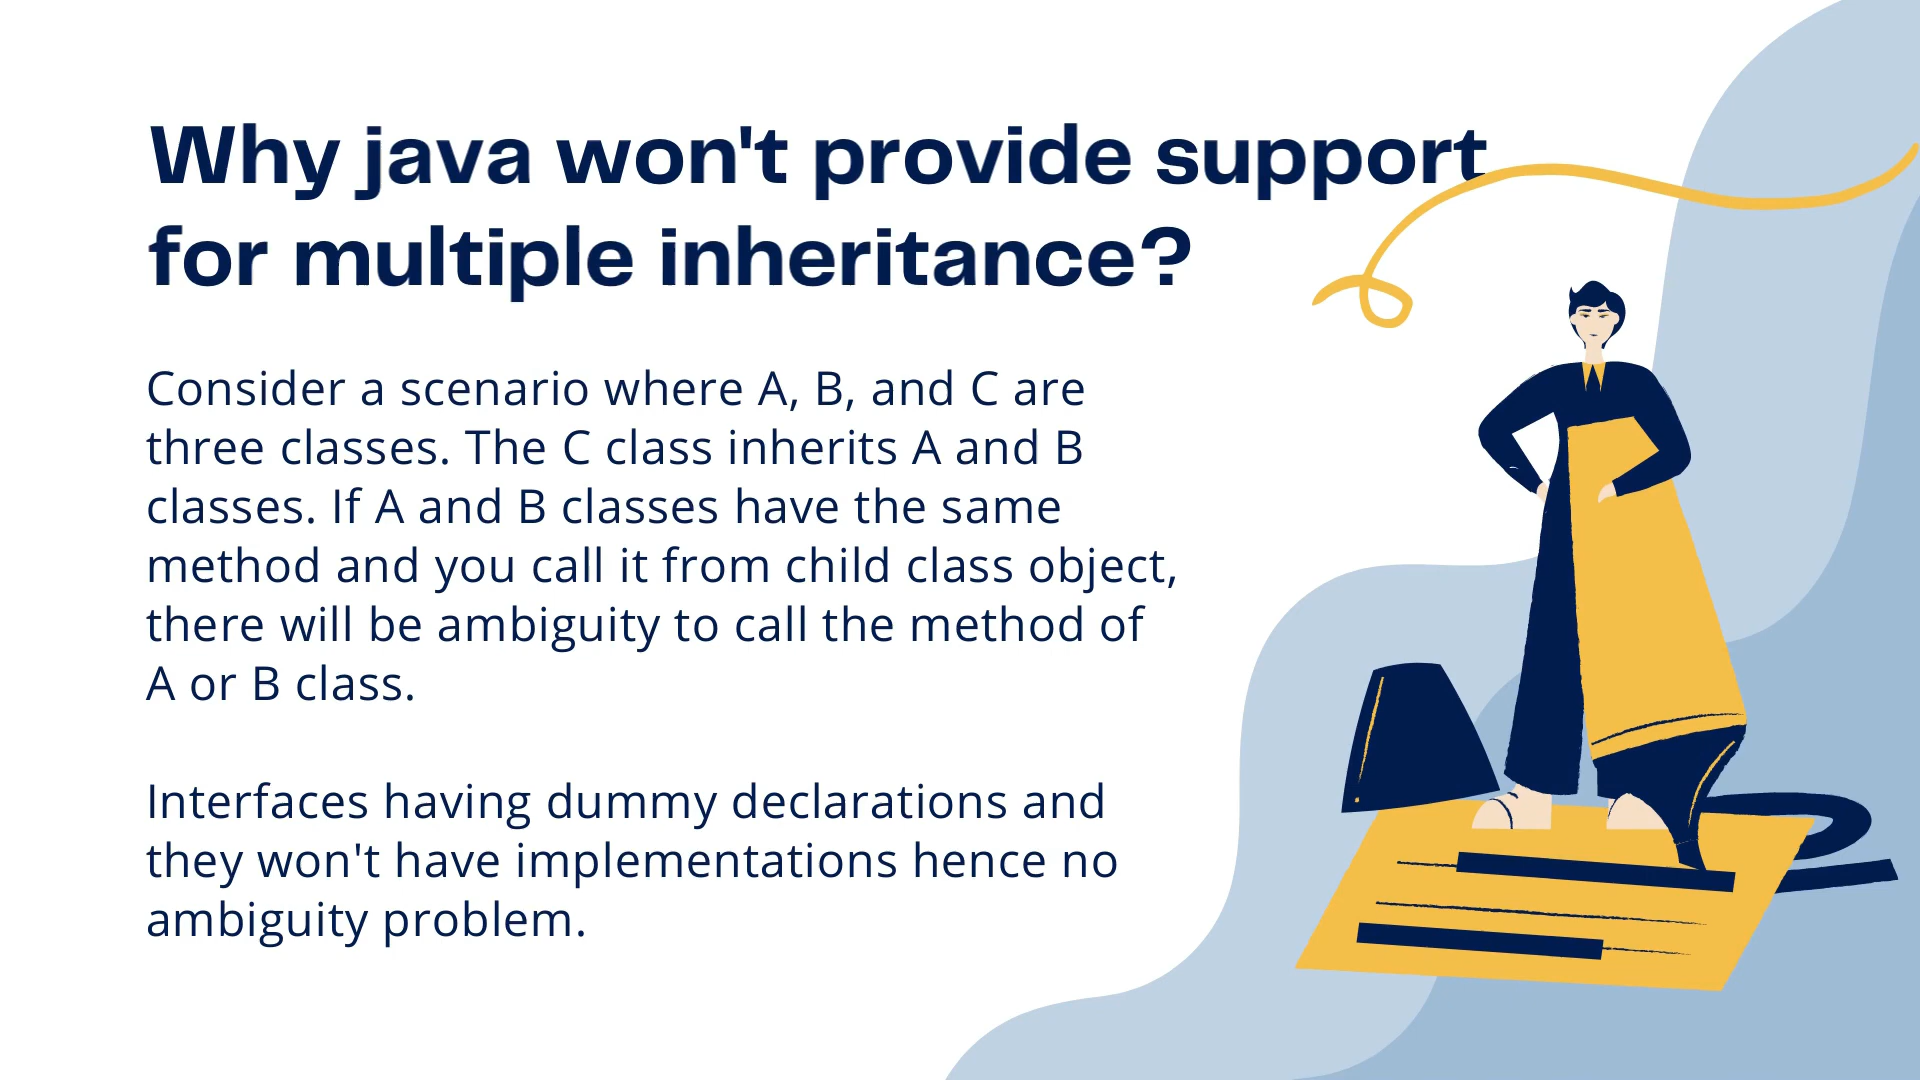 Why java won't provide support
for multiple inheritance?
Consider a scenario where A, B, and C are
three classes. The C class inherits A and B
classes. If A and B classes have the same
method and you call it from child class object,
there will be ambiguity to call the method of
A or B class.
Interfaces having dummy declarations and
they won't have implementations hence no
ambiguity problem.